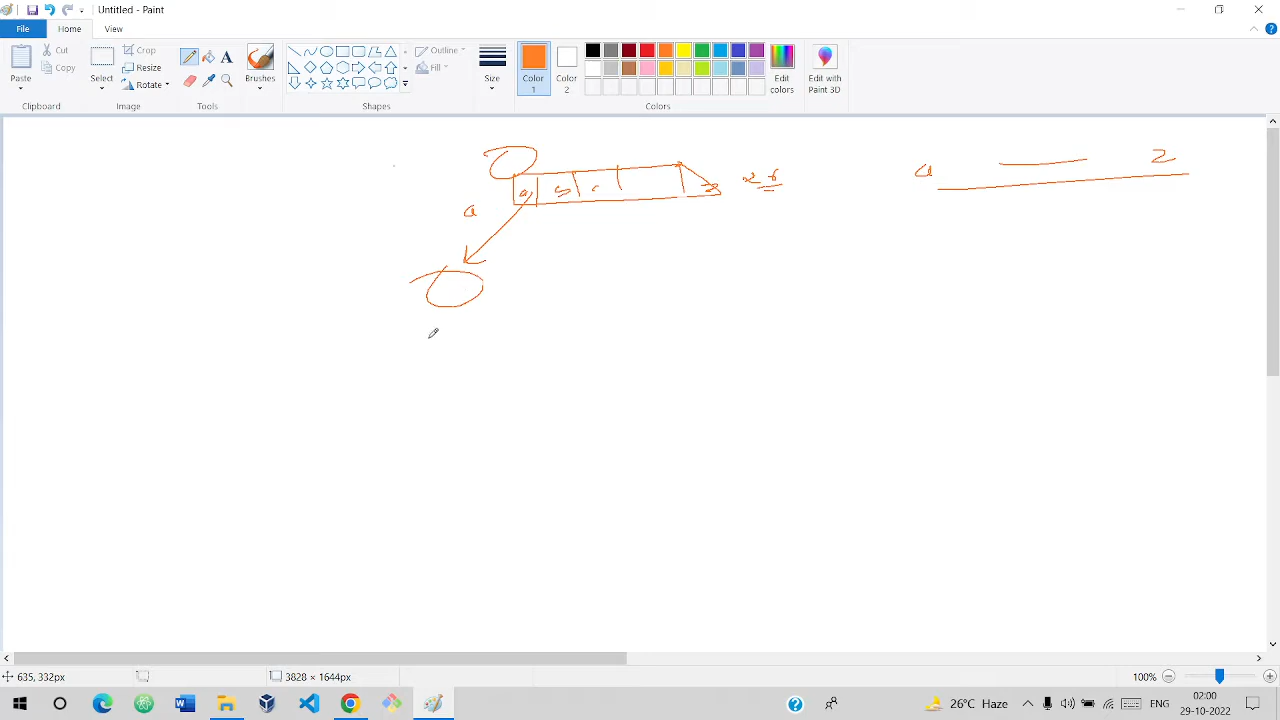 Untitled - Paint
File Home View
Paste Cut Copy Clipboard
Select Crop Resize Rotate Image
Tools
Brushes
Outline Fill Shapes
Size
Color 1 Color 2 Edit colors Colors
Edit with Paint 3D
a z
a 26
635, 332px 3820 × 1644px 100%
26°C Haze ENG 02:00 29-10-2022